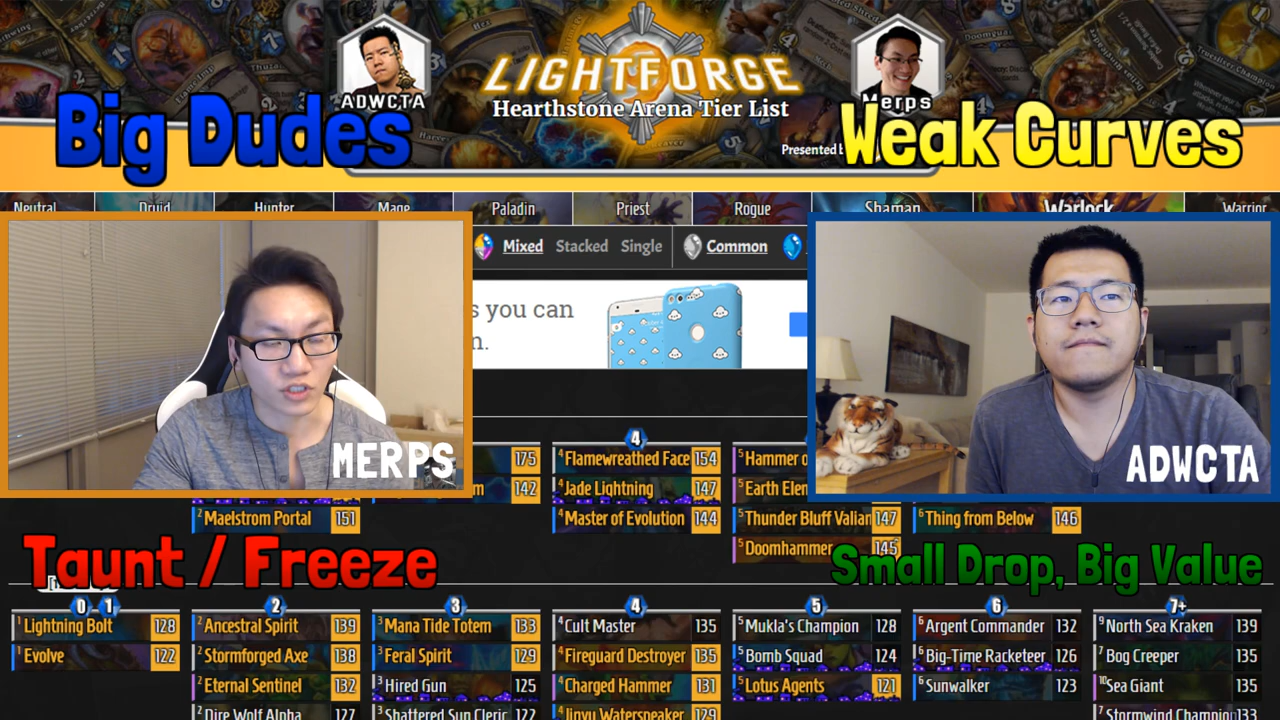 LIGHTFORGE
Hearthstone Arena Tier List
ADWCTA
Merps
Presented
Big Dudes
Weak Curves
Neutral
Druid
Hunter
Mage
Paladin
Priest
Rogue
Shaman
Warlock
Warrior
Mixed
Stacked
Single
Common
s you can
n.
MERPS
ADWCTA
175
142
2 Maelstrom Portal 151
4
4 Flamewreathed Face 154
4 Jade Lightning 147
4 Master of Evolution 144
5 Hammer o
5 Earth Elem
5 Thunder Bluff Valian 147
5 Doomhammer 145
6 Thing from Below 146
Taunt / Freeze
Small Drop, Big Value
0 1
1 Lightning Bolt 128
1 Evolve 122
2
2 Ancestral Spirit 139
2 Stormforged Axe 138
2 Eternal Sentinel 132
2 Dire Wolf Alpha 127
3
3 Mana Tide Totem 133
3 Feral Spirit 129
3 Hired Gun 125
3 Shattered Sun Cleric 122
4
4 Cult Master 135
4 Fireguard Destroyer 135
4 Charged Hammer 131
4 Jinyu Waterspeaker 129
5
5 Mukla's Champion 128
5 Bomb Squad 124
5 Lotus Agents 121
6
6 Argent Commander 132
6 Big-Time Racketeer 126
6 Sunwalker 123
7+
9 North Sea Kraken 139
7 Bog Creeper 135
10 Sea Giant 135
7 Stormwind Champion 133